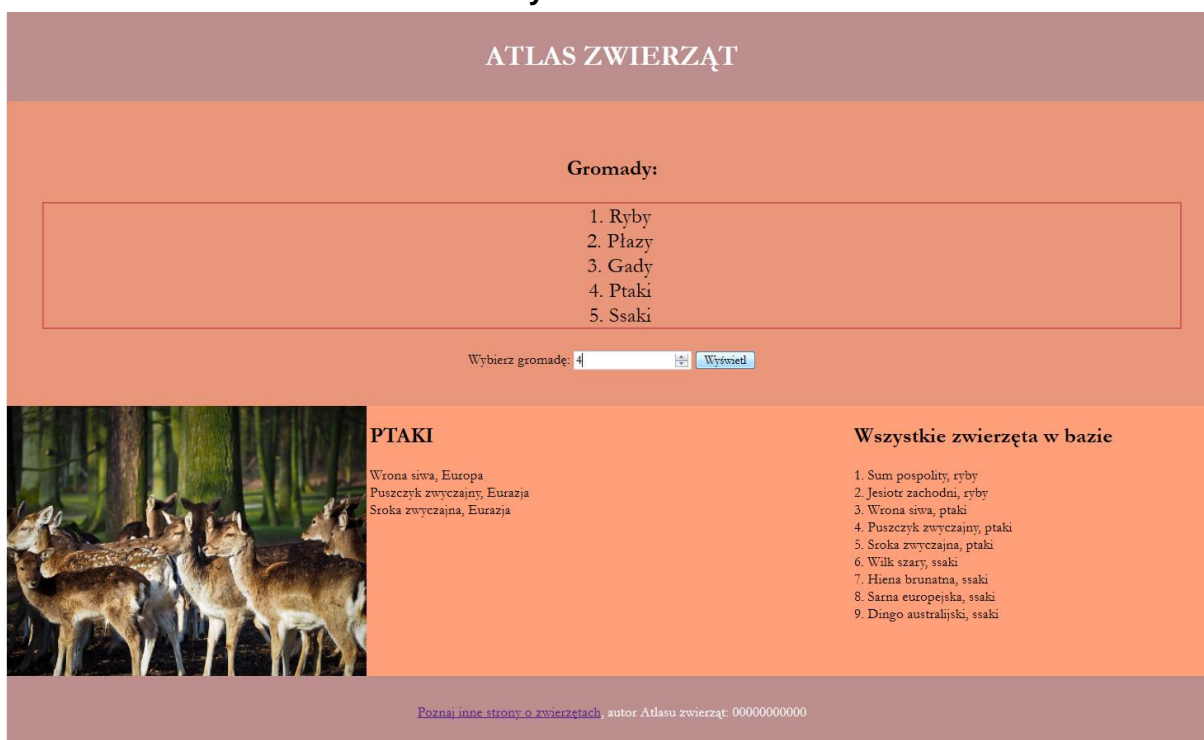 ATLAS ZWIERZĄT
Gromady:
1. Ryby
2. Płazy
3. Gady
4. Ptaki
5. Ssaki
Wybierz gromadę: 4 Wyświetl
PTAKI
Wrona siwa, Europa
Puszczyk zwyczajny, Eurazja
Sroka zwyczajna, Eurazja
Wszystkie zwierzęta w bazie
1. Sum pospolity, ryby
2. Jesiotr zachodni, ryby
3. Wrona siwa, ptaki
4. Puszczyk zwyczajny, ptaki
5. Sroka zwyczajna, ptaki
6. Wilk szary, ssaki
7. Hiena brunatna, ssaki
8. Sarna europejska, ssaki
9. Dingo australijski, ssaki
Poznaj inne strony o zwierzętach, autor Atlasu zwierząt: 00000000000